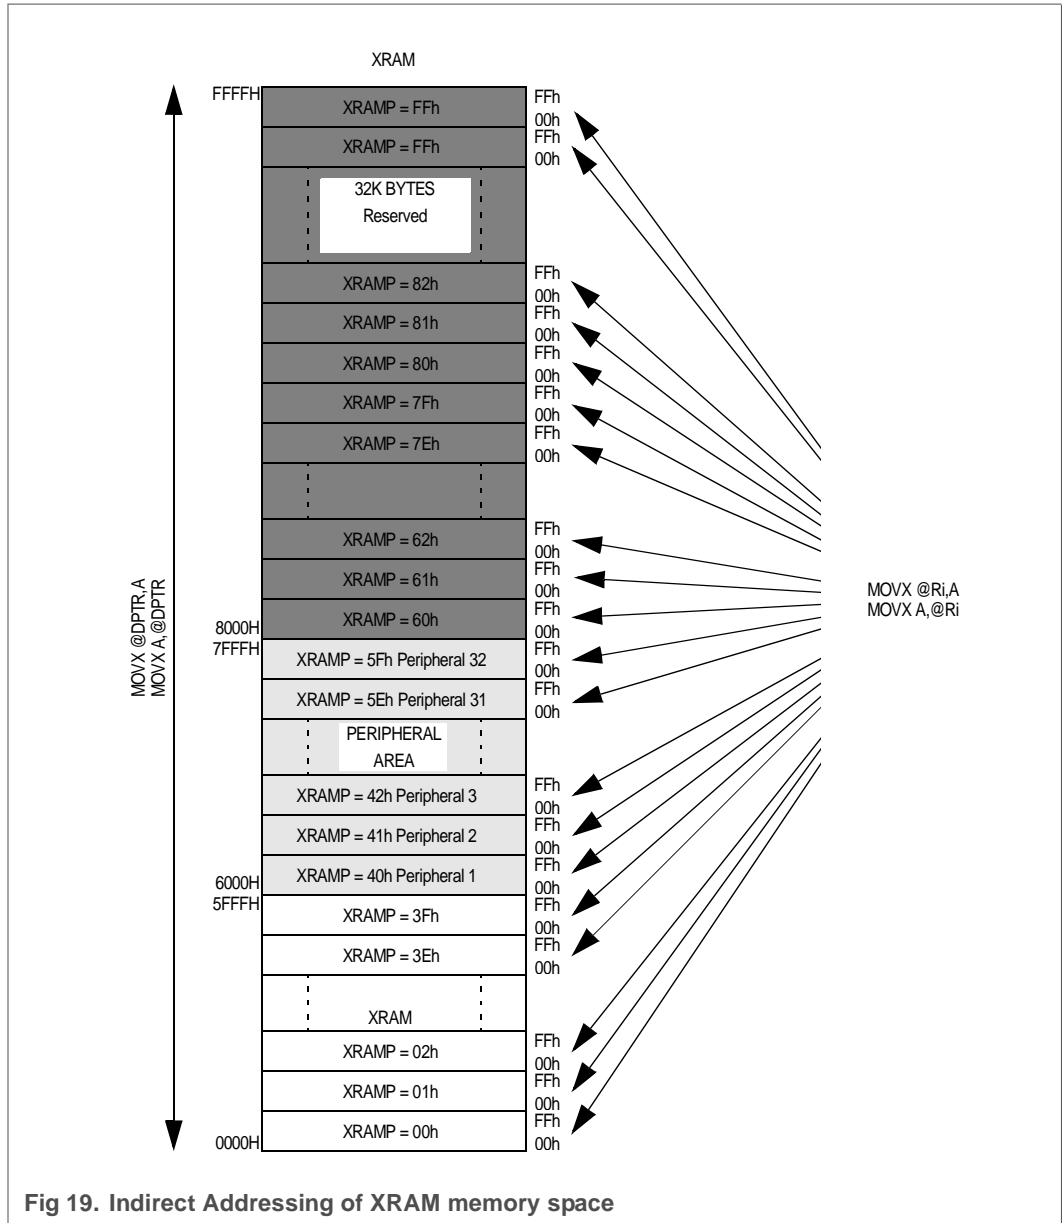 XRAM
FFFFH
XRAMP = FFh
FFh
00h
XRAMP = FFh
FFh
00h
32K BYTES
Reserved
XRAMP = 82h
FFh
00h
XRAMP = 81h
FFh
00h
XRAMP = 80h
FFh
00h
XRAMP = 7Fh
FFh
00h
XRAMP = 7Eh
FFh
00h
XRAMP = 62h
FFh
00h
XRAMP = 61h
FFh
00h
XRAMP = 60h
FFh
00h
8000H
7FFFH
XRAMP = 5Fh Peripheral 32
FFh
00h
XRAMP = 5Eh Peripheral 31
FFh
00h
PERIPHERAL
AREA
XRAMP = 42h Peripheral 3
FFh
00h
XRAMP = 41h Peripheral 2
FFh
00h
XRAMP = 40h Peripheral 1
FFh
00h
6000H
5FFFH
XRAMP = 3Fh
FFh
00h
XRAMP = 3Eh
FFh
00h
XRAM
XRAMP = 02h
FFh
00h
XRAMP = 01h
FFh
00h
XRAMP = 00h
FFh
00h
0000H
MOVX @DPTR,A
MOVX A,@DPTR
MOVX @Ri,A
MOVX A,@Ri
Fig 19. Indirect Addressing of XRAM memory space